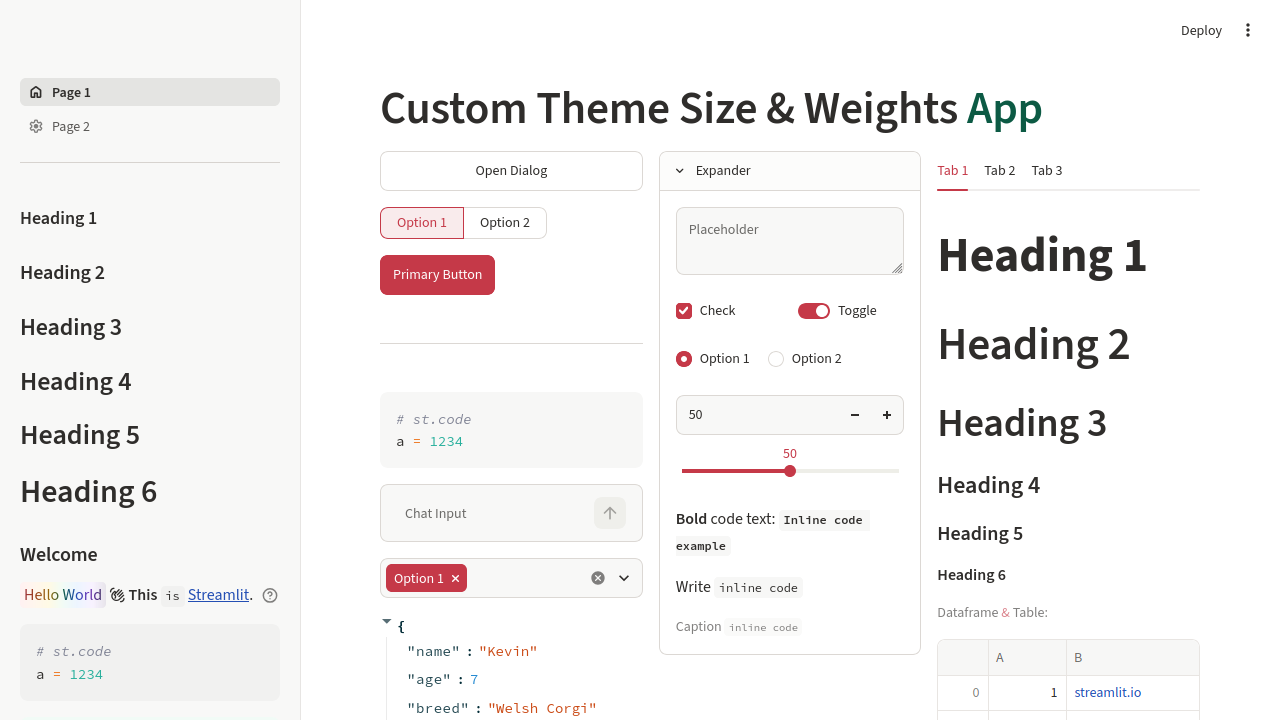 Deploy
Page 1
Page 2
Heading 1
Heading 2
Heading 3
Heading 4
Heading 5
Heading 6
Welcome
Hello World 👋 This is Streamlit.
# st.code
a = 1234
Custom Theme Size & Weights App
Open Dialog
Option 1 Option 2
Primary Button
# st.code
a = 1234
Chat Input
Option 1
{
"name" : "Kevin"
"age" : 7
"breed" : "Welsh Corgi"
Expander
Placeholder
Check Toggle
Option 1 Option 2
50
50
Bold code text: Inline code
example
Write inline code
Caption inline code
Tab 1 Tab 2 Tab 3
Heading 1
Heading 2
Heading 3
Heading 4
Heading 5
Heading 6
Dataframe & Table:
A B
0 1 streamlit.io